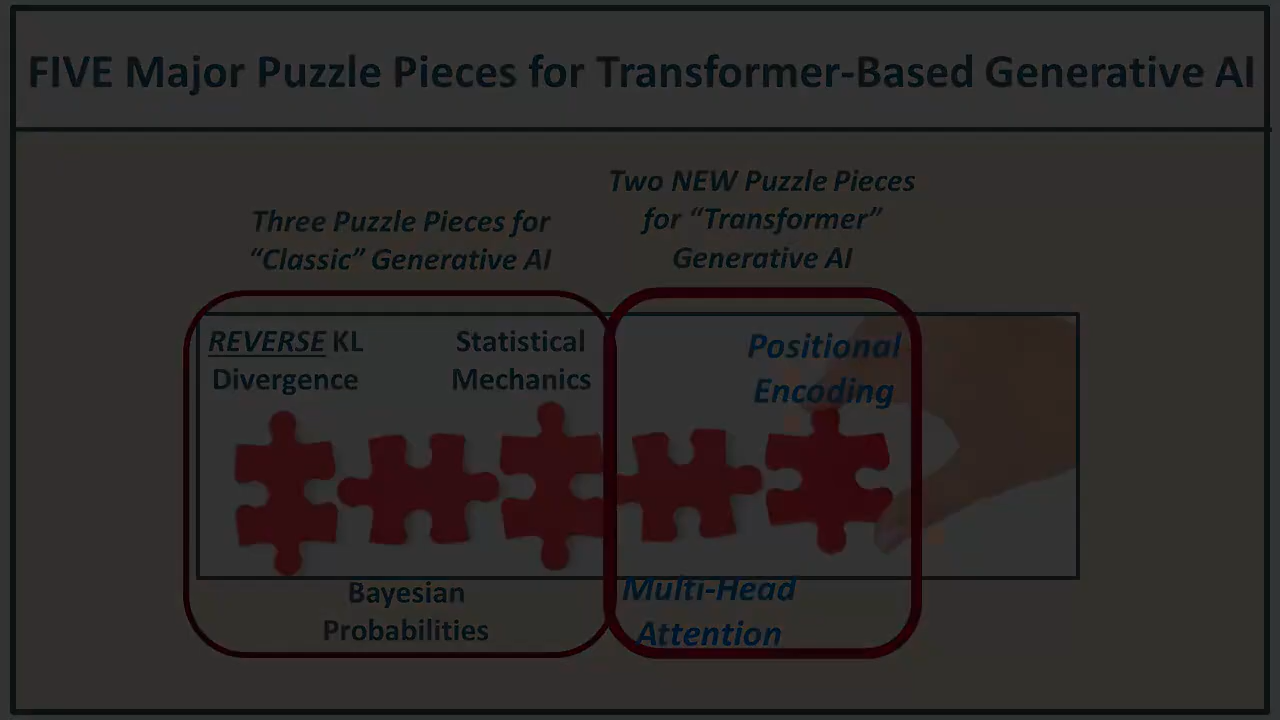 FIVE Major Puzzle Pieces for Transformer-Based Generative AI
Three Puzzle Pieces for
“Classic” Generative AI
Two NEW Puzzle Pieces
for “Transformer”
Generative AI
REVERSE KL
Divergence
Statistical
Mechanics
Positional
Encoding
Bayesian
Probabilities
Multi-Head
Attention